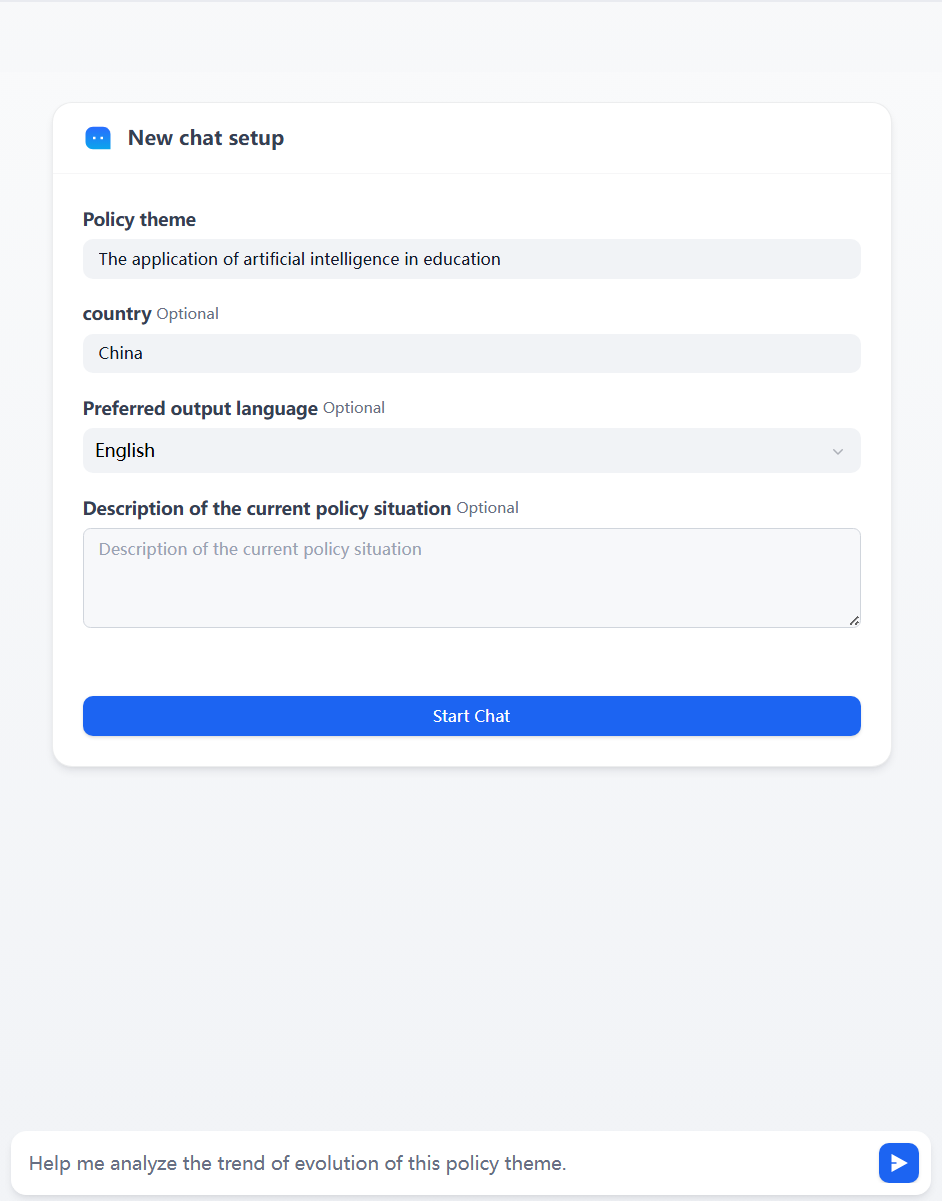 New chat setup
Policy theme
The application of artificial intelligence in education
country Optional
China
Preferred output language Optional
English
Description of the current policy situation Optional
Description of the current policy situation
Start Chat
Help me analyze the trend of evolution of this policy theme.